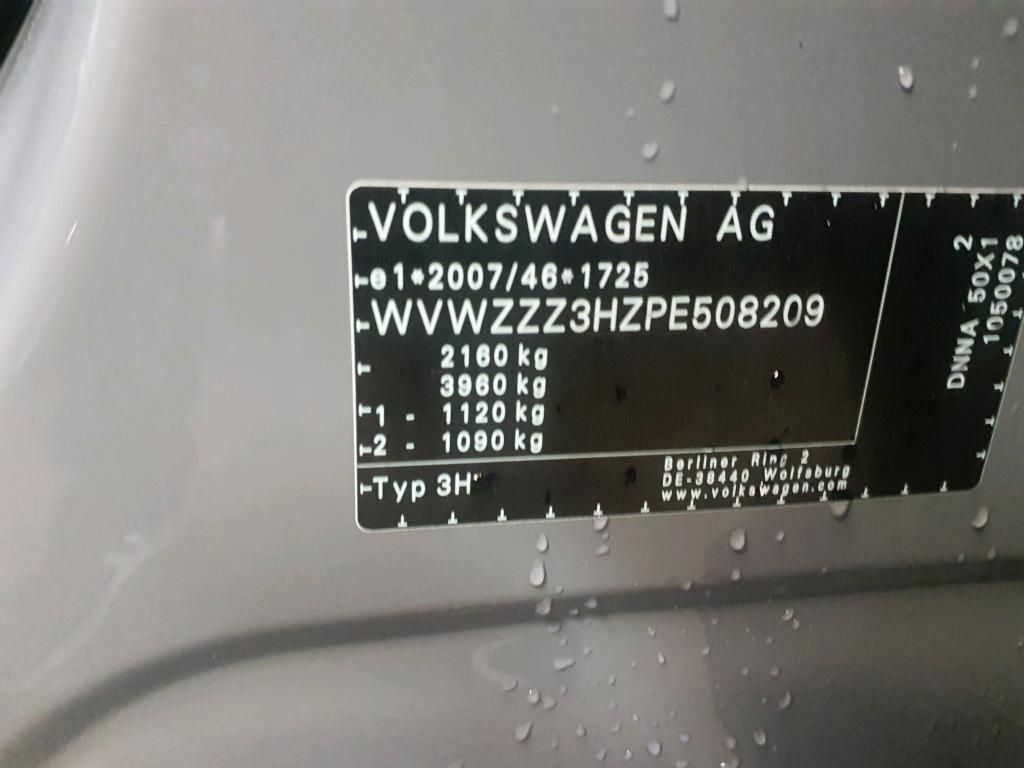 VOLKSWAGEN AG
e1*2007/46*1725
WVWZZZ3HZPE508209
2160 kg
3960 kg
1 - 1120 kg
2 - 1090 kg
Typ 3H
Berliner Ring 2
DE-38440 Wolfsburg
www.volkswagen.com
2
DNNA 50X1
1050078